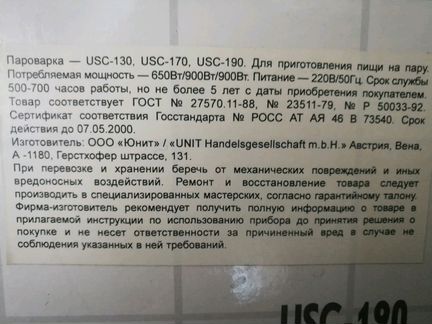 Пароварка — USC-130, USC-170, USC-190. Для приготовления пищи на пару.
Потребляемая мощность — 650Вт/900Вт/900Вт. Питание — 220В/50Гц. Срок службы
500-700 часов работы, но не более 5 лет с даты приобретения покупателем.
Товар соответствует ГОСТ № 27570.11-88, № 23511-79, № Р 50033-92.
Сертификат соответствия Госстандарта № РОСС АТ АЯ 46 В 73540. Срок
действия до 07.05.2000.
Изготовитель: ООО «Юнит» / «UNIT Handelsgesellschaft m.b.H.» Австрия, Вена,
А -1180, Герстхофер штрассе, 131.
При перевозке и хранении беречь от механических повреждений и иных
вредоносных воздействий. Ремонт и восстановление товара следует
производить в специализированных мастерских, согласно гарантийному талону.
Фирма-изготовитель рекомендует получить полную информацию о товаре в
прилагаемой инструкции по использованию прибора до принятия решения о
покупке и не несет ответственности за причиненный вред в случае не
соблюдения указанных в ней требований.
USC-190